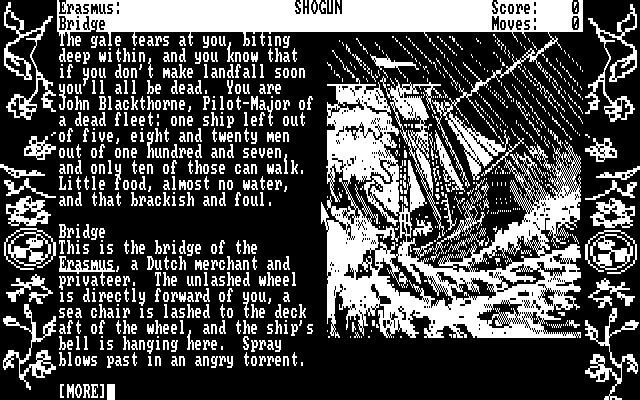 Erasmus: SHOGUN Score: 0
Bridge Moves: 0
The gale tears at you, biting
deep within, and you know that
if you don't make landfall soon
you'll all be dead. You are
John Blackthorne, Pilot-Major of
a dead fleet: one ship left out
of five, eight and twenty men
out of one hundred and seven,
and only ten of those can walk.
Little food, almost no water,
and that brackish and foul.
Bridge
This is the bridge of the
Erasmus, a Dutch merchant and
privateer. The unlashed wheel
is directly forward of you, a
sea chair is lashed to the deck
aft of the wheel, and the ship's
bell is hanging here. Spray
blows past in an angry torrent.
[MORE]